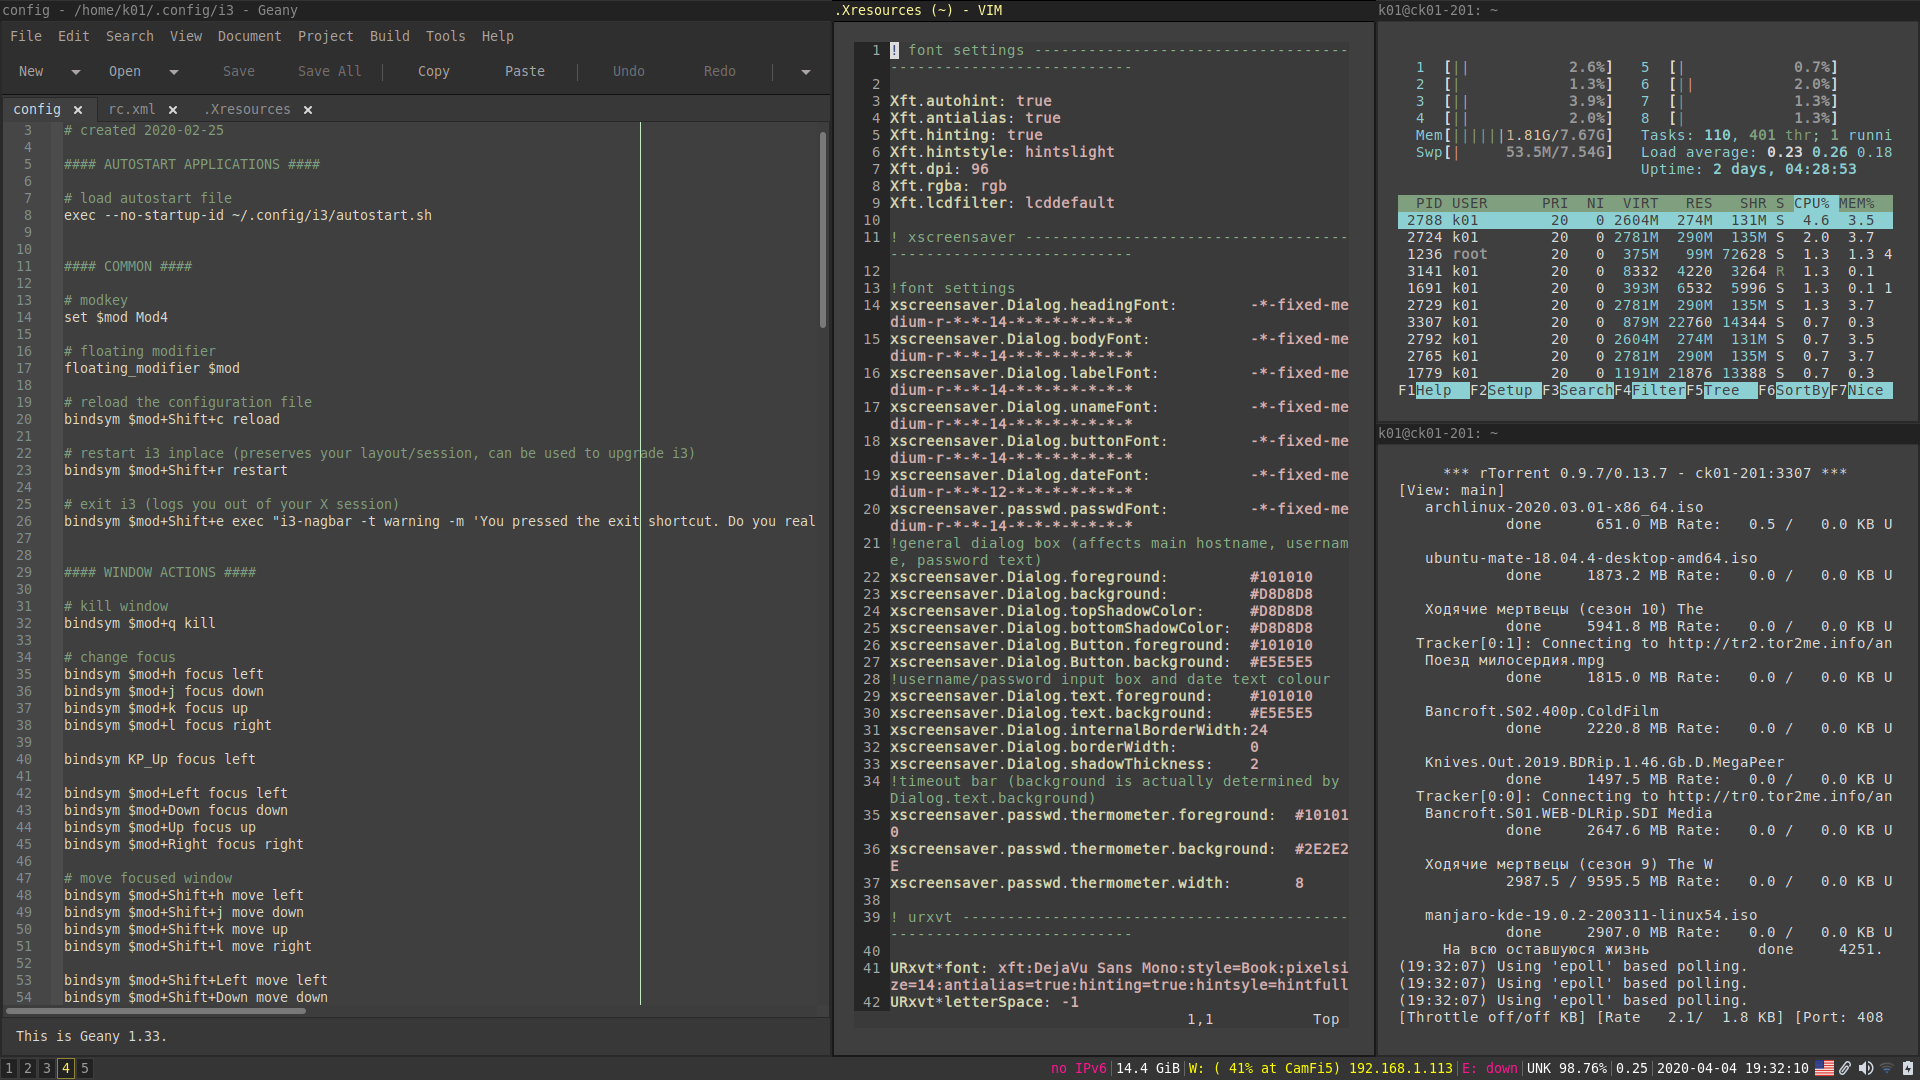 config - /home/k01/.config/i3 - Geany
File Edit Search View Document Project Build Tools Help
New Open Save Save All Copy Paste Undo Redo
config rc.xml .Xresources
3 # created 2020-02-25
4
5 #### AUTOSTART APPLICATIONS ####
6
7 # load autostart file
8 exec --no-startup-id ~/.config/i3/autostart.sh
9
10
11 #### COMMON ####
12
13 # modkey
14 set $mod Mod4
15
16 # floating modifier
17 floating_modifier $mod
18
19 # reload the configuration file
20 bindsym $mod+Shift+c reload
21
22 # restart i3 inplace (preserves your layout/session, can be used to upgrade i3)
23 bindsym $mod+Shift+r restart
24
25 # exit i3 (logs you out of your X session)
26 bindsym $mod+Shift+e exec "i3-nagbar -t warning -m 'You pressed the exit shortcut. Do you real
27
28
29 #### WINDOW ACTIONS ####
30
31 # kill window
32 bindsym $mod+q kill
33
34 # change focus
35 bindsym $mod+h focus left
36 bindsym $mod+j focus down
37 bindsym $mod+k focus up
38 bindsym $mod+l focus right
39
40 bindsym KP_Up focus left
41
42 bindsym $mod+Left focus left
43 bindsym $mod+Down focus down
44 bindsym $mod+Up focus up
45 bindsym $mod+Right focus right
46
47 # move focused window
48 bindsym $mod+Shift+h move left
49 bindsym $mod+Shift+j move down
50 bindsym $mod+Shift+k move up
51 bindsym $mod+Shift+l move right
52
53 bindsym $mod+Shift+Left move left
54 bindsym $mod+Shift+Down move down
This is Geany 1.33.
.Xresources (~) - VIM
1 ! font settings -----------------------------------
---------------------------
2
3 Xft.autohint: true
4 Xft.antialias: true
5 Xft.hinting: true
6 Xft.hintstyle: hintslight
7 Xft.dpi: 96
8 Xft.rgba: rgb
9 Xft.lcdfilter: lcddefault
10
11 ! xscreensaver ------------------------------------
---------------------------
12
13 !font settings
14 xscreensaver.Dialog.headingFont: -*-fixed-me
dium-r-*-*-14-*-*-*-*-*-*-*
15 xscreensaver.Dialog.bodyFont: -*-fixed-me
dium-r-*-*-14-*-*-*-*-*-*-*
16 xscreensaver.Dialog.labelFont: -*-fixed-me
dium-r-*-*-14-*-*-*-*-*-*-*
17 xscreensaver.Dialog.unameFont: -*-fixed-me
dium-r-*-*-14-*-*-*-*-*-*-*
18 xscreensaver.Dialog.buttonFont: -*-fixed-me
dium-r-*-*-14-*-*-*-*-*-*-*
19 xscreensaver.Dialog.dateFont: -*-fixed-me
dium-r-*-*-12-*-*-*-*-*-*-*
20 xscreensaver.passwd.passwdFont: -*-fixed-me
dium-r-*-*-14-*-*-*-*-*-*-*
21 !general dialog box (affects main hostname, usernam
e, password text)
22 xscreensaver.Dialog.foreground: #101010
23 xscreensaver.Dialog.background: #D8D8D8
24 xscreensaver.Dialog.topShadowColor: #D8D8D8
25 xscreensaver.Dialog.bottomShadowColor: #D8D8D8
26 xscreensaver.Dialog.Button.foreground: #101010
27 xscreensaver.Dialog.Button.background: #E5E5E5
28 !username/password input box and date text colour
29 xscreensaver.Dialog.text.foreground: #101010
30 xscreensaver.Dialog.text.background: #E5E5E5
31 xscreensaver.Dialog.internalBorderWidth:24
32 xscreensaver.Dialog.borderWidth: 0
33 xscreensaver.Dialog.shadowThickness: 2
34 !timeout bar (background is actually determined by
Dialog.text.background)
35 xscreensaver.passwd.thermometer.foreground: #10101
0
36 xscreensaver.passwd.thermometer.background: #2E2E2
E
37 xscreensaver.passwd.thermometer.width: 8
38
39 ! urxvt -------------------------------------------
---------------------------
40
41 URxvt*font: xft:DejaVu Sans Mono:style=Book:pixelsi
ze=14:antialias=true:hinting=true:hintsyle=hintfull
42 URxvt*letterSpace: -1
1,1 Top
k01@ck01-201: ~
1 [|| 2.6%] 5 [| 0.7%]
2 [| 1.3%] 6 [|| 2.0%]
3 [|| 3.9%] 7 [| 1.3%]
4 [|| 2.0%] 8 [| 1.3%]
Mem[||||||1.81G/7.67G] Tasks: 110, 401 thr; 1 runni
Swp[| 53.5M/7.54G] Load average: 0.23 0.26 0.18
Uptime: 2 days, 04:28:53
PID USER PRI NI VIRT RES SHR S CPU% MEM%
2788 k01 20 0 2604M 274M 131M S 4.6 3.5
2724 k01 20 0 2781M 290M 135M S 2.0 3.7
1236 root 20 0 375M 99M 72628 S 1.3 1.3 4
3141 k01 20 0 8332 4220 3264 R 1.3 0.1
1691 k01 20 0 393M 6532 5996 S 1.3 0.1 1
2729 k01 20 0 2781M 290M 135M S 1.3 3.7
3307 k01 20 0 879M 22760 14344 S 0.7 0.3
2792 k01 20 0 2604M 274M 131M S 0.7 3.5
2765 k01 20 0 2781M 290M 135M S 0.7 3.7
1779 k01 20 0 1191M 21876 13388 S 0.7 0.3
F1Help F2Setup F3SearchF4FilterF5Tree F6SortByF7Nice
k01@ck01-201: ~
*** rTorrent 0.9.7/0.13.7 - ck01-201:3307 ***
[View: main]
archlinux-2020.03.01-x86_64.iso
done 651.0 MB Rate: 0.5 / 0.0 KB U
ubuntu-mate-18.04.4-desktop-amd64.iso
done 1873.2 MB Rate: 0.0 / 0.0 KB U
Ходячие мертвецы (сезон 10) The
done 5941.8 MB Rate: 0.0 / 0.0 KB U
Tracker[0:1]: Connecting to http://tr2.tor2me.info/an
Поезд милосердия.mpg
done 1815.0 MB Rate: 0.0 / 0.0 KB U
Bancroft.S02.400p.ColdFilm
done 2220.8 MB Rate: 0.0 / 0.0 KB U
Knives.Out.2019.BDRip.1.46.Gb.D.MegaPeer
done 1497.5 MB Rate: 0.0 / 0.0 KB U
Tracker[0:0]: Connecting to http://tr0.tor2me.info/an
Bancroft.S01.WEB-DLRip.SDI Media
done 2647.6 MB Rate: 0.0 / 0.0 KB U
Ходячие мертвецы (сезон 9) The W
2987.5 / 9595.5 MB Rate: 0.0 / 0.0 KB U
manjaro-kde-19.0.2-200311-linux54.iso
done 2907.0 MB Rate: 0.0 / 0.0 KB U
На всю оставшуюся жизнь done 4251.
(19:32:07) Using 'epoll' based polling.
(19:32:07) Using 'epoll' based polling.
(19:32:07) Using 'epoll' based polling.
[Throttle off/off KB] [Rate 2.1/ 1.8 KB] [Port: 408
1 2 3 4 5
no IPv6|14.4 GiB|W: ( 41% at CamFi5) 192.168.1.113|E: down|UNK 98.76%|0.25|2020-04-04 19:32:10